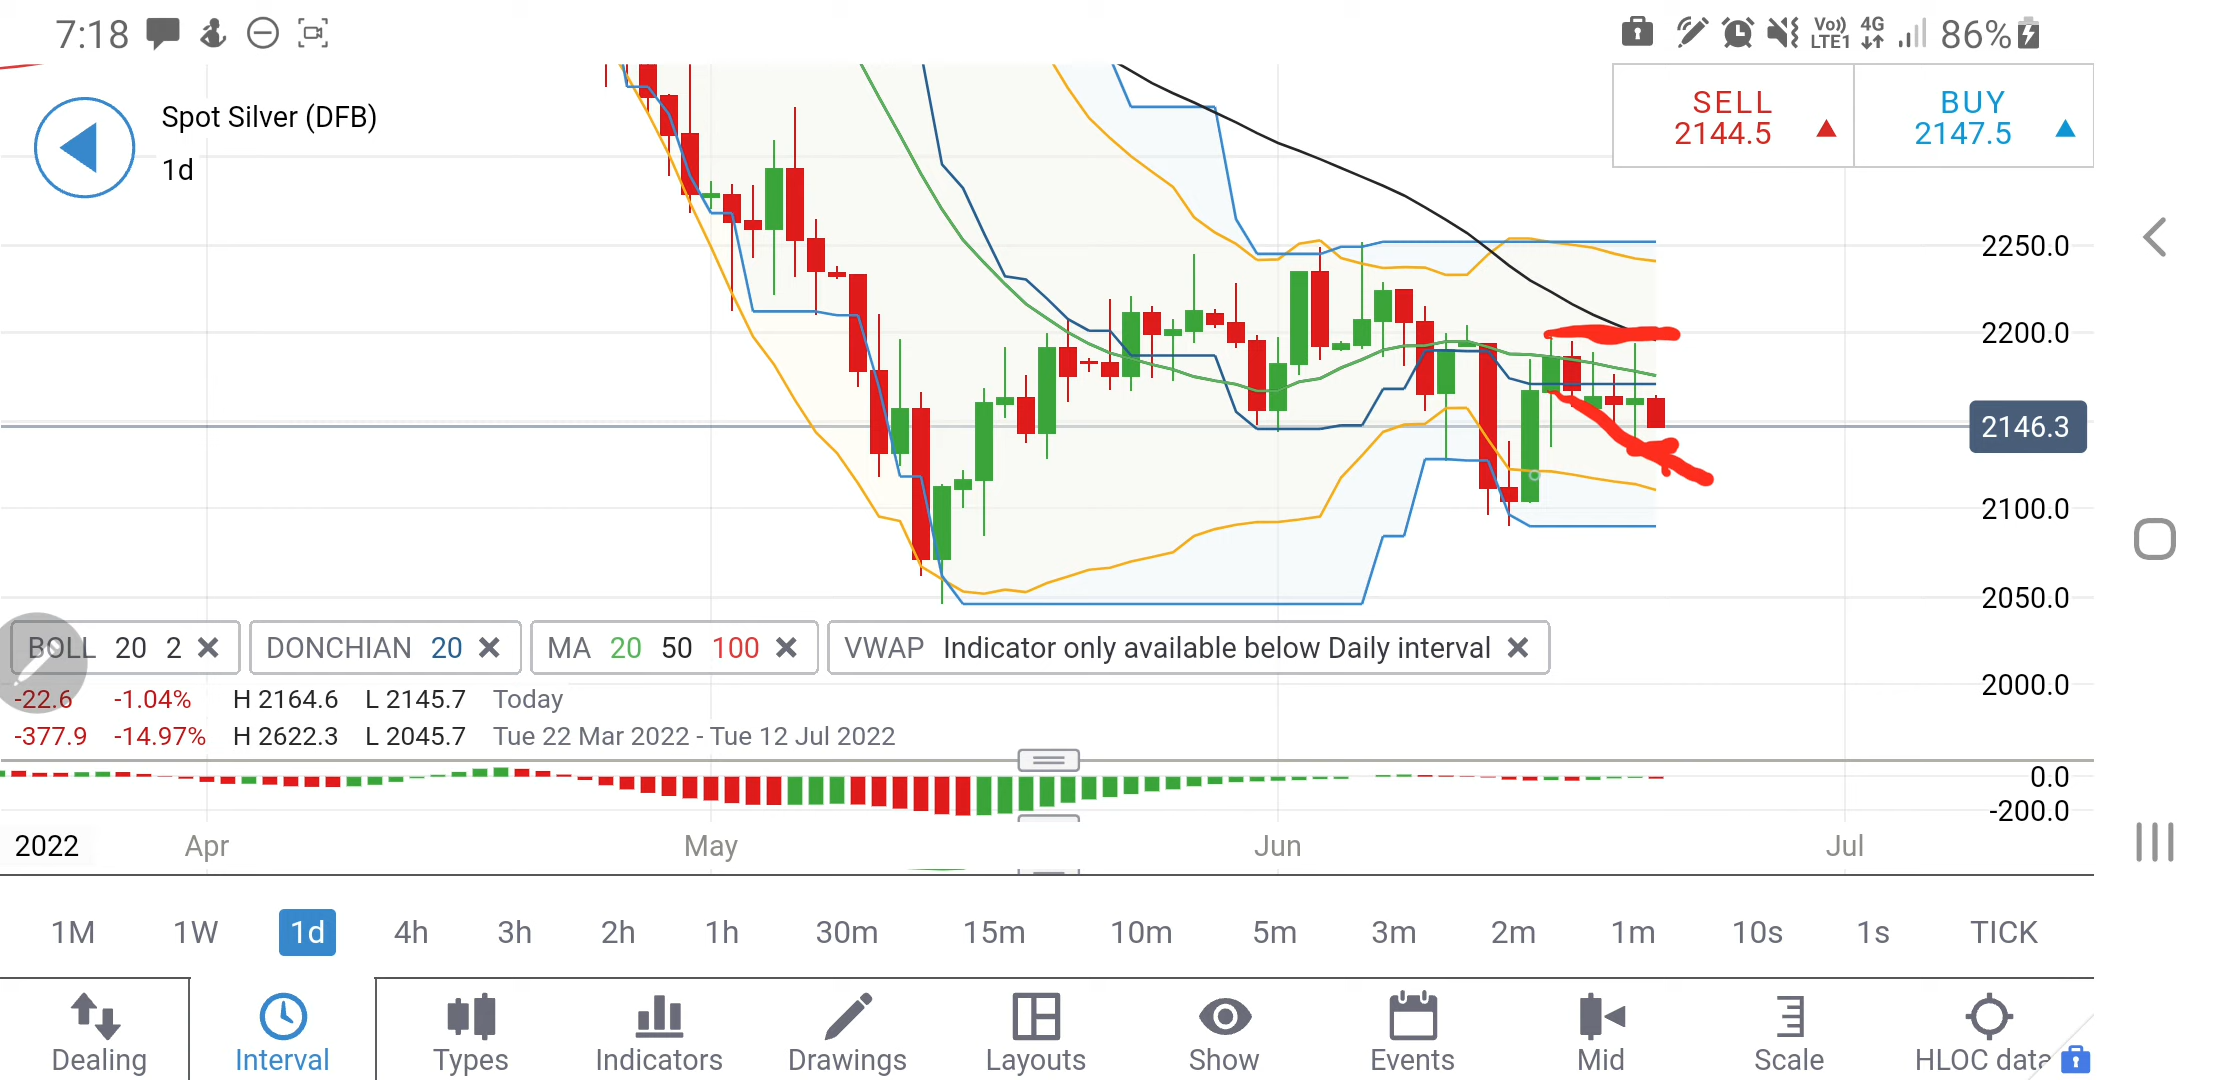 7:18
Vo)) LTE1 4G 86%
Spot Silver (DFB)
1d
SELL
2144.5
BUY
2147.5
2250.0
2200.0
2146.3
2100.0
2050.0
2000.0
BOLL 20 2
DONCHIAN 20
MA 20 50 100
VWAP Indicator only available below Daily interval
-22.6 -1.04% H 2164.6 L 2145.7 Today
-377.9 -14.97% H 2622.3 L 2045.7 Tue 22 Mar 2022 - Tue 12 Jul 2022
0.0
-200.0
2022 Apr May Jun Jul
1M 1W 1d 4h 3h 2h 1h 30m 15m 10m 5m 3m 2m 1m 10s 1s TICK
Dealing Interval Types Indicators Drawings Layouts Show Events Mid Scale HLOC data